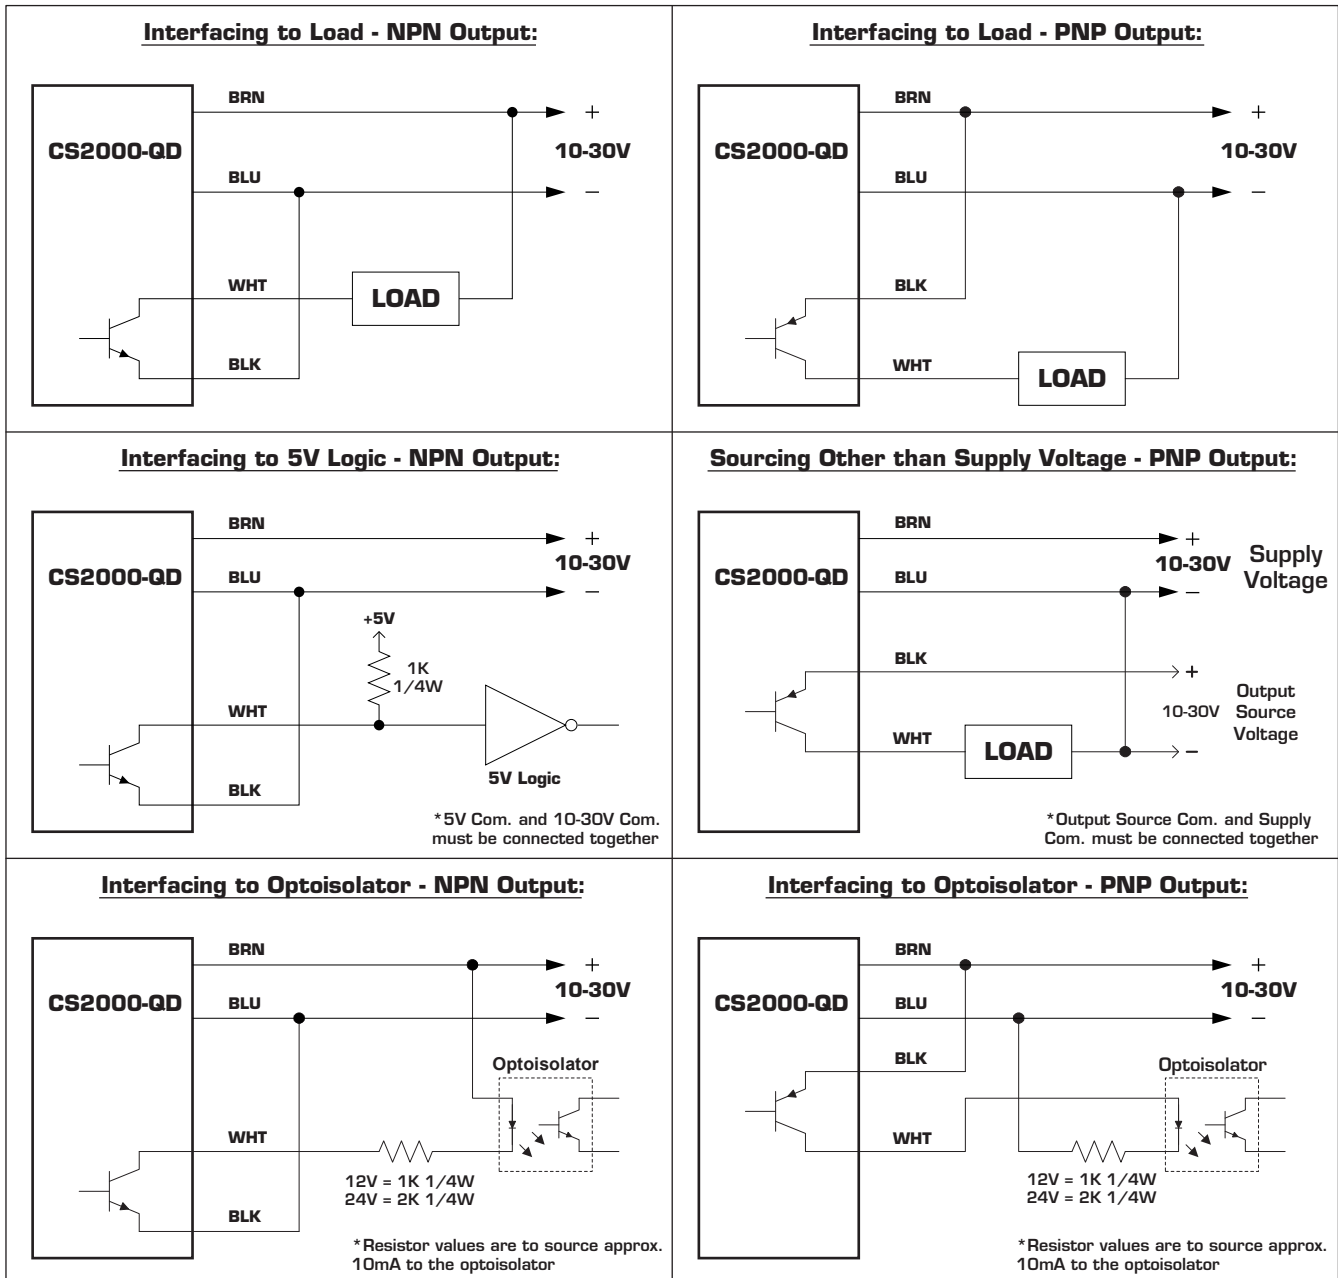 Interfacing to Load - NPN Output:
BRN
+
CS2000-QD
10-30V
BLU
−
WHT
LOAD
BLK
Interfacing to Load - PNP Output:
BRN
+
CS2000-QD
10-30V
BLU
−
BLK
WHT
LOAD
Interfacing to 5V Logic - NPN Output:
BRN
+
CS2000-QD
10-30V
BLU
−
+5V
1K
1/4W
WHT
5V Logic
BLK
*5V Com. and 10-30V Com.
must be connected together
Sourcing Other than Supply Voltage - PNP Output:
BRN
+
CS2000-QD
10-30V
Supply
Voltage
BLU
−
BLK
+
10-30V
Output
Source
Voltage
WHT
LOAD
−
*Output Source Com. and Supply
Com. must be connected together
Interfacing to Optoisolator - NPN Output:
BRN
+
CS2000-QD
10-30V
BLU
−
Optoisolator
WHT
12V = 1K 1/4W
24V = 2K 1/4W
BLK
*Resistor values are to source approx.
10mA to the optoisolator
Interfacing to Optoisolator - PNP Output:
BRN
+
CS2000-QD
10-30V
BLU
−
BLK
Optoisolator
WHT
12V = 1K 1/4W
24V = 2K 1/4W
*Resistor values are to source approx.
10mA to the optoisolator